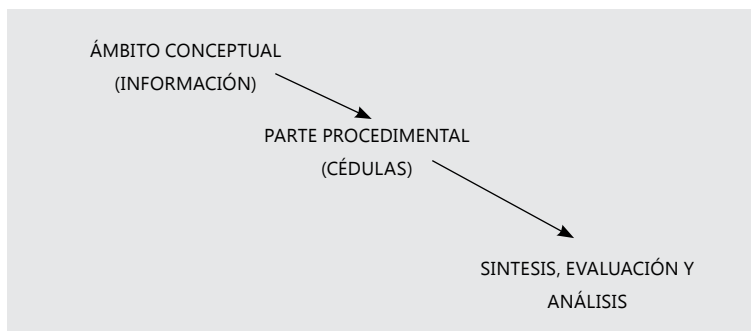 ÁMBITO CONCEPTUAL
(INFORMACIÓN)
PARTE PROCEDIMENTAL
(CÉDULAS)
SINTESIS, EVALUACIÓN Y
ANÁLISIS